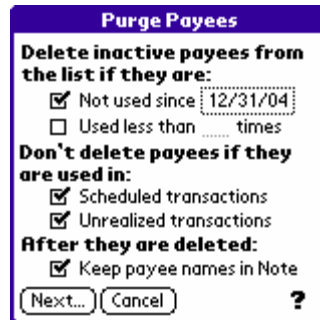 Purge Payees
Delete inactive payees from
the list if they are:
Not used since 12/31/04
Used less than ..... times
Don't delete payees if they
are used in:
Scheduled transactions
Unrealized transactions
After they are deleted:
Keep payee names in Note
Next... Cancel ?